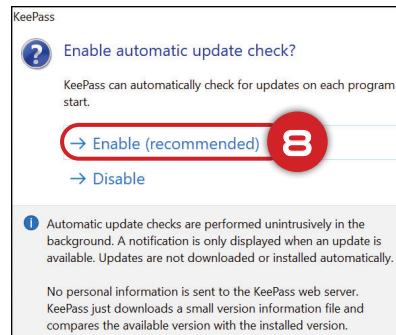 KeePass
Enable automatic update check?
KeePass can automatically check for updates on each program
start.
→ Enable (recommended)
8
→ Disable
Automatic update checks are performed unintrusively in the
background. A notification is only displayed when an update is
available. Updates are not downloaded or installed automatically.
No personal information is sent to the KeePass web server.
KeePass just downloads a small version information file and
compares the available version with the installed version.